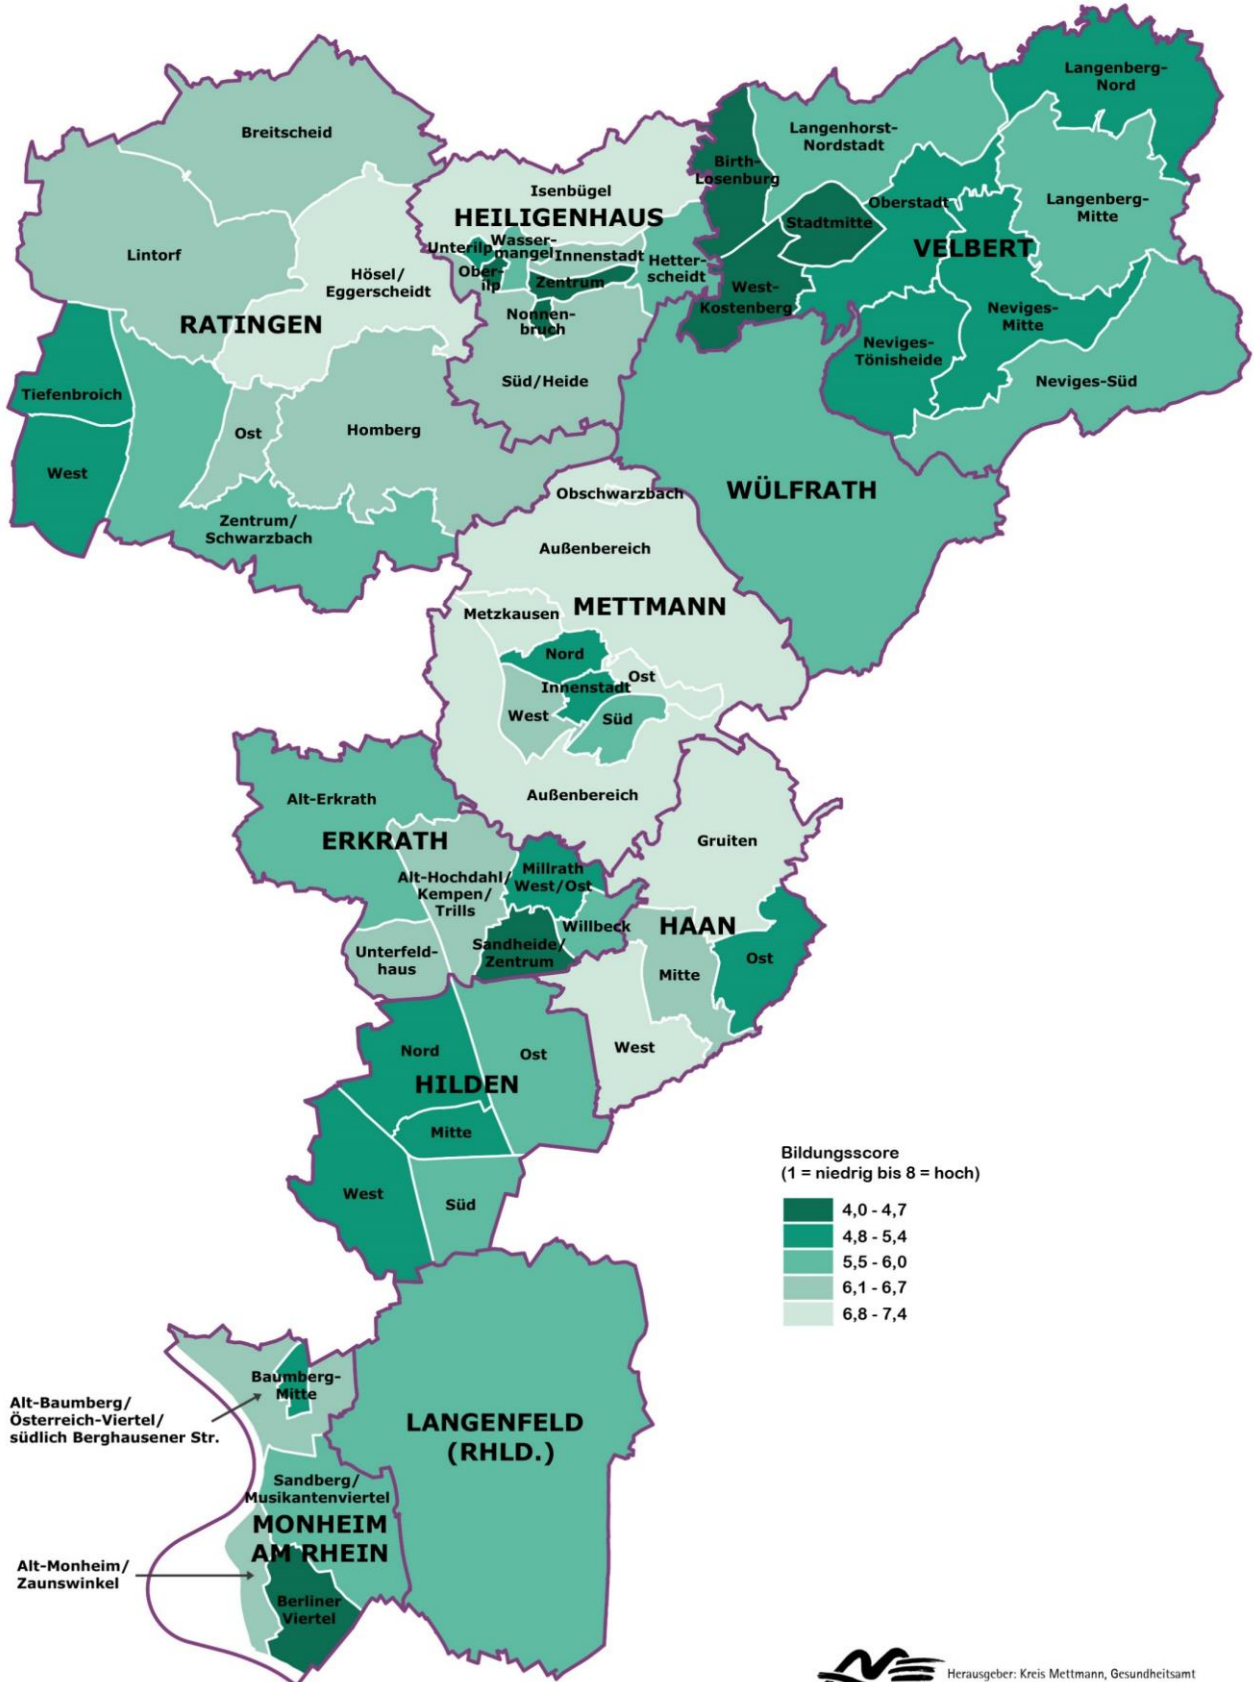 Langenberg-
Nord
Breitscheid
Langenhorst-
Nordstadt
Birth-
Losenburg
Isenbügel
HEILIGENHAUS
Stadtmitte
Oberstadt
Langenberg-
Mitte
VELBERT
Unterilp
Wasser-
mangel
Innenstadt
Hetter-
scheidt
Lintorf
Hösel/
Eggerscheidt
Ober-
ilp
Zentrum
West-
Kostenberg
RATINGEN
Nonnen-
bruch
Neviges-
Mitte
Neviges-
Tönisheide
Süd/Heide
Neviges-Süd
Tiefenbroich
Ost
Homberg
West
WÜLFRATH
Obschwarzbach
Zentrum/
Schwarzbach
Außenbereich
METTMANN
Metzkausen
Nord
Ost
Innenstadt
West
Süd
Außenbereich
Alt-Erkrath
ERKRATH
Gruiten
Millrath
West/Ost
Alt-Hochdahl/
Kempen/
Trills
Willbeck
HAAN
Sandheide/
Zentrum
Unterfeld-
haus
Mitte
Ost
Nord
Ost
West
HILDEN
Mitte
West
Süd
Bildungsscore
(1 = niedrig bis 8 = hoch)
4,0 - 4,7
4,8 - 5,4
5,5 - 6,0
6,1 - 6,7
6,8 - 7,4
Baumberg-
Mitte
Alt-Baumberg/
Österreich-Viertel/
südlich Berghausener Str.
LANGENFELD
(RHLD.)
Sandberg/
Musikantenviertel
MONHEIM
AM RHEIN
Alt-Monheim/
Zaunswinkel
Berliner
Viertel
Herausgeber: Kreis Mettmann, Gesundheitsamt